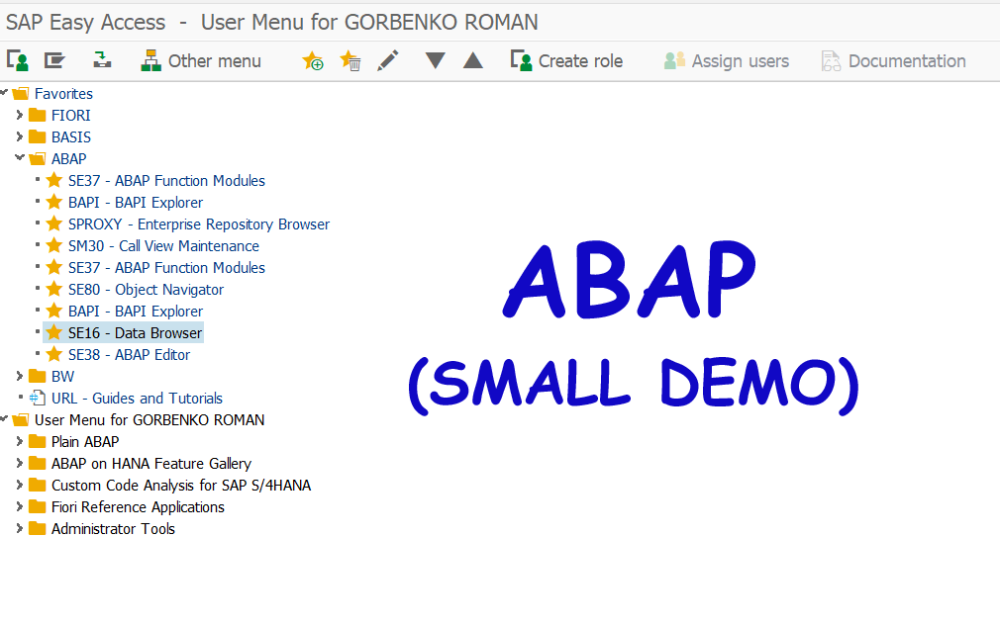 SAP Easy Access - User Menu for GORBENKO ROMAN
Other menu Create role Assign users Documentation
Favorites
FIORI
BASIS
ABAP
SE37 - ABAP Function Modules
BAPI - BAPI Explorer
SPROXY - Enterprise Repository Browser
SM30 - Call View Maintenance
SE37 - ABAP Function Modules
SE80 - Object Navigator
BAPI - BAPI Explorer
SE16 - Data Browser
SE38 - ABAP Editor
BW
URL - Guides and Tutorials
User Menu for GORBENKO ROMAN
Plain ABAP
ABAP on HANA Feature Gallery
Custom Code Analysis for SAP S/4HANA
Fiori Reference Applications
Administrator Tools
ABAP
(SMALL DEMO)